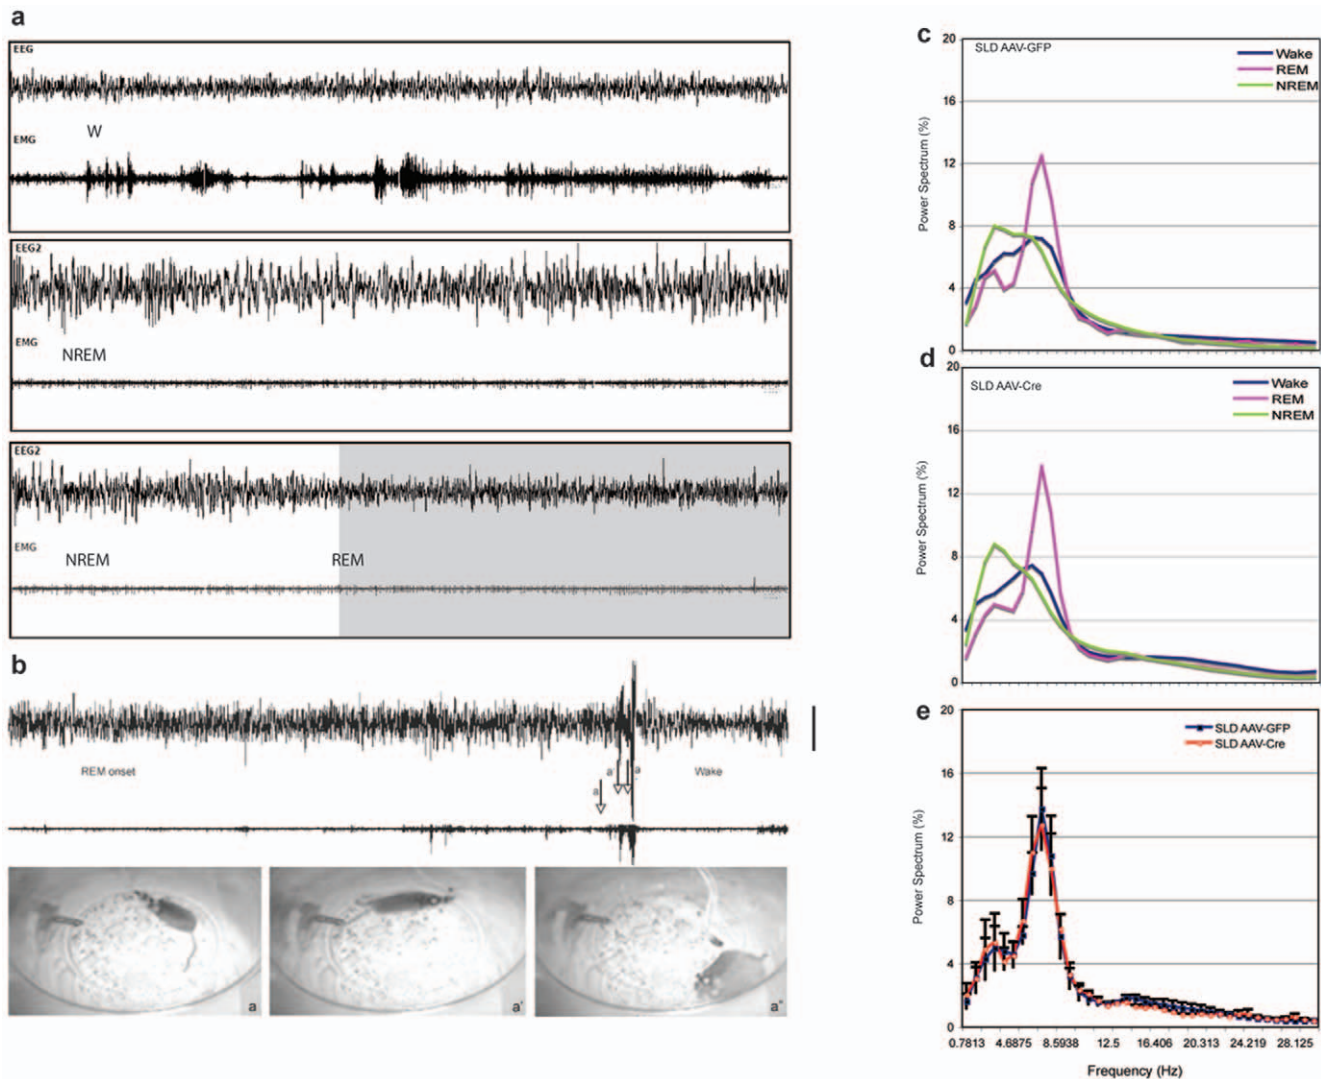 a
EEG
W
EMG
EEG2
EMG
NREM
EEG2
EMG
NREM REM
b
REM onset a a' a Wake
a a' a"
c
20
SLD AAV-GFP
Wake
REM
NREM
16
12
8
4
0
Power Spectrum (%)
d
20
SLD AAV-Cre
Wake
REM
NREM
16
12
8
4
0
Power Spectrum (%)
e
20
SLD AAV-GFP
SLD AAV-Cre
16
12
8
4
0
Power Spectrum (%)
0.7813 4.6875 8.5938 12.5 16.406 20.313 24.219 28.125
Frequency (Hz)